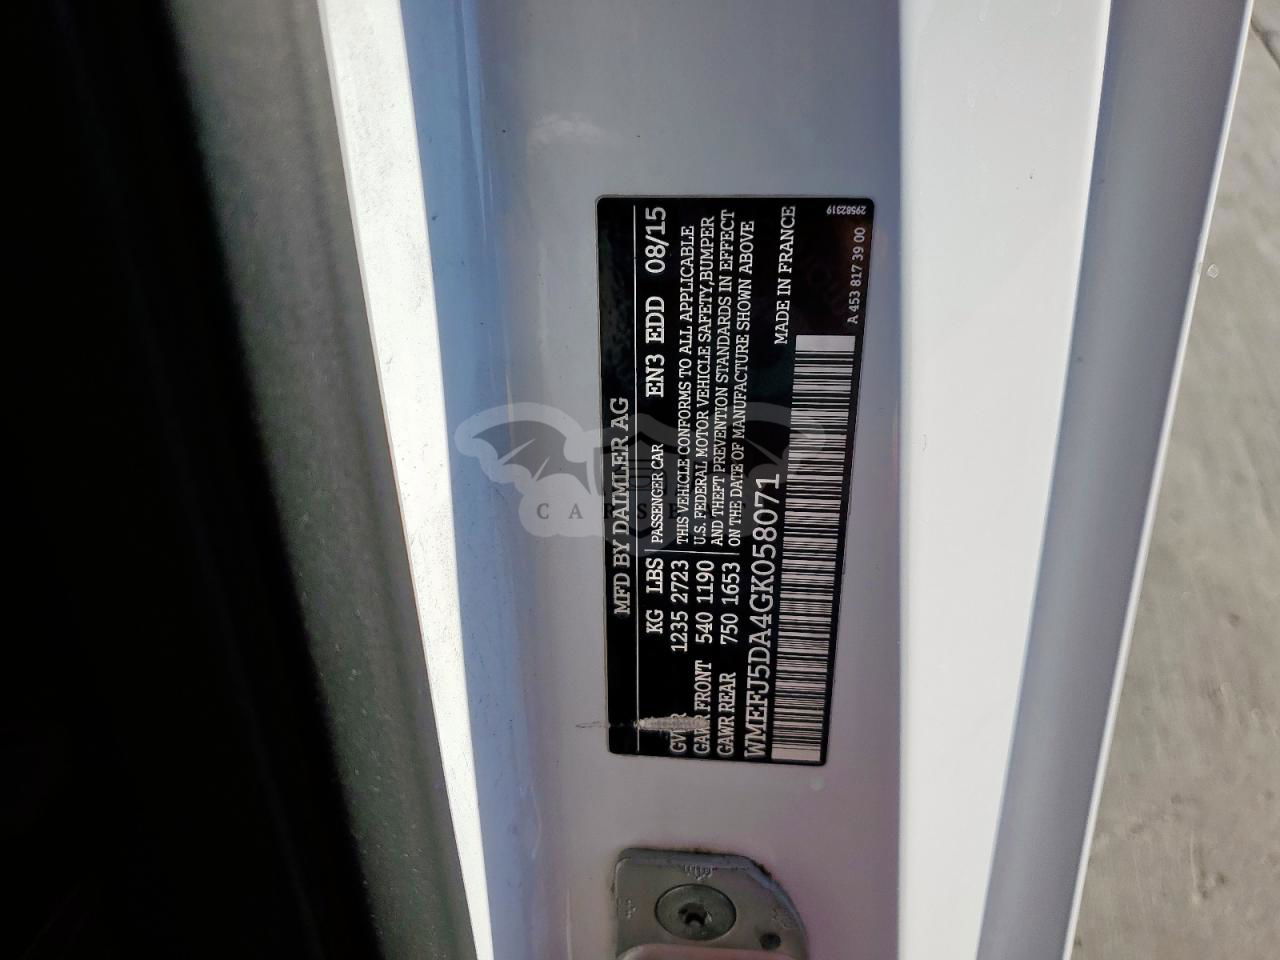 MFD BY DAIMLER AG
KG LBS PASSENGER CAR EN3 EDD 08/15
GVWR 1235 2723 THIS VEHICLE CONFORMS TO ALL APPLICABLE
GAWR FRONT 540 1190 U.S. FEDERAL MOTOR VEHICLE SAFETY,BUMPER
GAWR REAR 750 1653 AND THEFT PREVENTION STANDARDS IN EFFECT
ON THE DATE OF MANUFACTURE SHOWN ABOVE
WMEFJ5DA4GK058071 MADE IN FRANCE
A 453 817 39 00
29582319